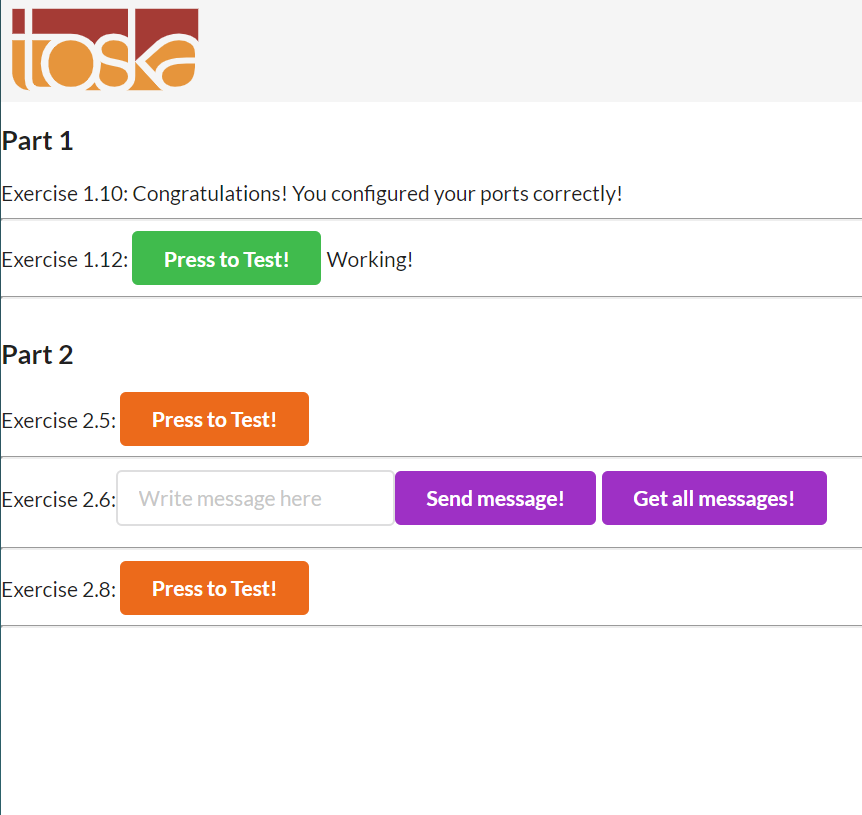 toska
Part 1
Exercise 1.10: Congratulations! You configured your ports correctly!
Exercise 1.12: Press to Test! Working!
Part 2
Exercise 2.5: Press to Test!
Exercise 2.6: Write message here Send message! Get all messages!
Exercise 2.8: Press to Test!